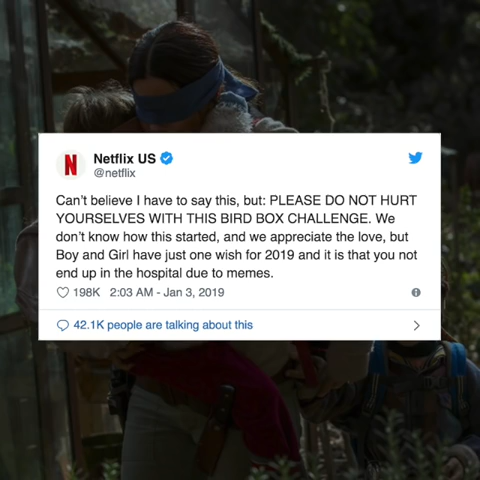 Netflix US
@netflix
Can't believe I have to say this, but: PLEASE DO NOT HURT
YOURSELVES WITH THIS BIRD BOX CHALLENGE. We
don't know how this started, and we appreciate the love, but
Boy and Girl have just one wish for 2019 and it is that you not
end up in the hospital due to memes.
198K 2:03 AM - Jan 3, 2019
42.1K people are talking about this